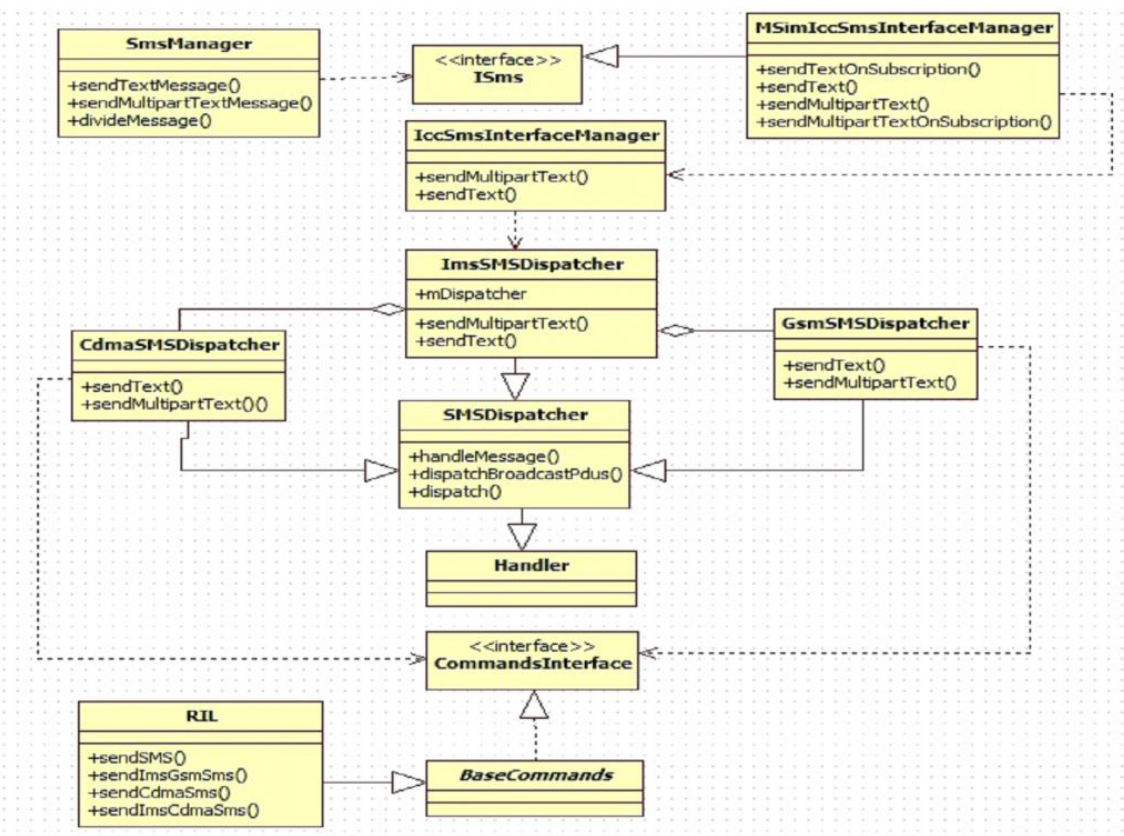 SmsManager
+sendTextMessage()
+sendMultipartTextMessage()
+divideMessage()
<<interface>>
ISms
MSimIccSmsInterfaceManager
+sendTextOnSubscription()
+sendText()
+sendMultipartText()
+sendMultipartTextOnSubscription()
IccSmsInterfaceManager
+sendMultipartText()
+sendText()
ImsSMSDispatcher
+mDispatcher
+sendMultipartText()
+sendText()
CdmaSMSDispatcher
+sendText()
+sendMultipartText()()
GsmSMSDispatcher
+sendText()
+sendMultipartText()
SMSDispatcher
+handleMessage()
+dispatchBroadcastPdus()
+dispatch()
Handler
<<interface>>
CommandsInterface
RIL
+sendSMS()
+sendImsGsmSms()
+sendCdmaSms()
+sendImsCdmaSms()
BaseCommands